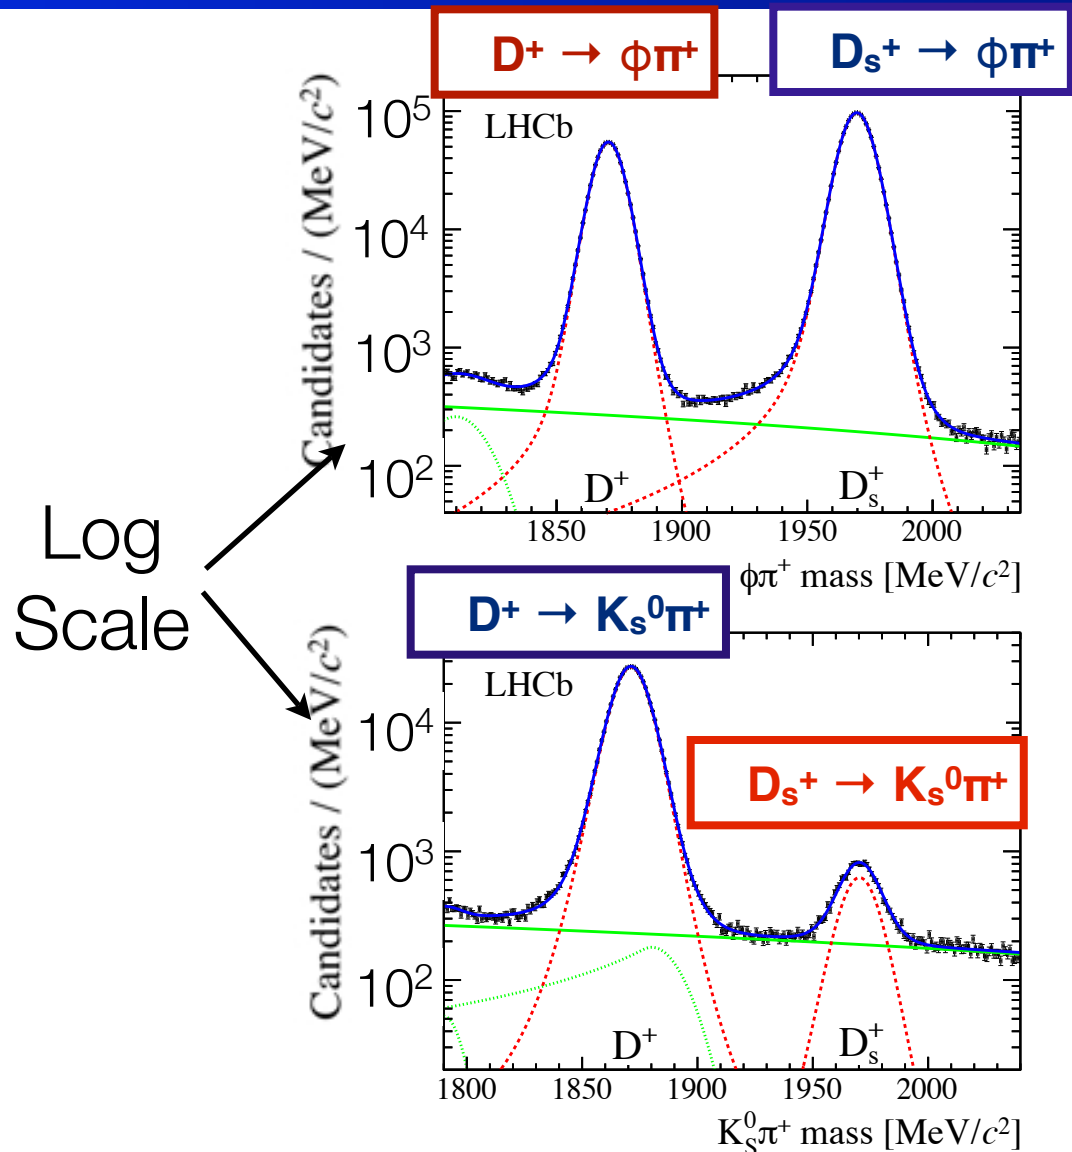 D⁺ → ϕπ⁺
Dₛ⁺ → ϕπ⁺
Candidates / (MeV/c²)
LHCb
10⁵
10⁴
10³
10²
D⁺
Dₛ⁺
1850 1900 1950 2000
ϕπ⁺ mass [MeV/c²]
Log
Scale
D⁺ → Kₛ⁰π⁺
Candidates / (MeV/c²)
LHCb
10⁴
Dₛ⁺ → Kₛ⁰π⁺
10³
10²
D⁺
Dₛ⁺
1800 1850 1900 1950 2000
K⁰_Sπ⁺ mass [MeV/c²]